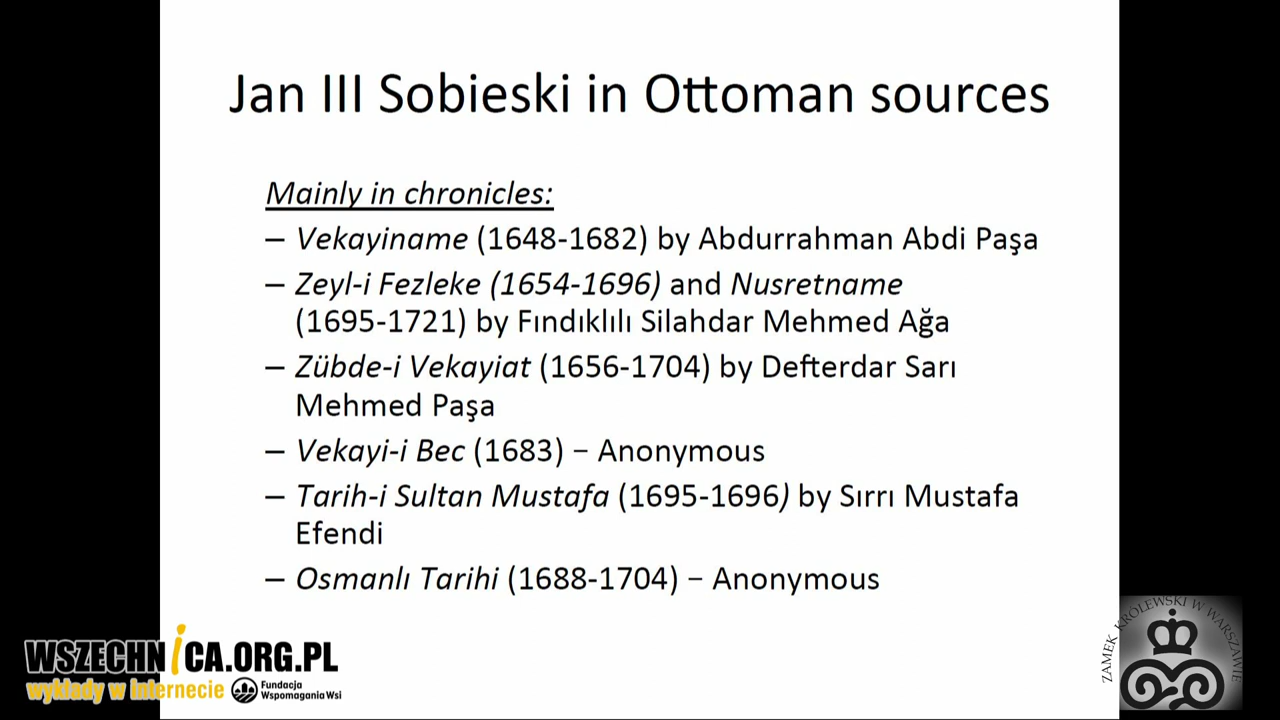 Jan III Sobieski in Ottoman sources
Mainly in chronicles:
– Vekayiname (1648-1682) by Abdurrahman Abdi Paşa
– Zeyl-i Fezleke (1654-1696) and Nusretname
(1695-1721) by Fındıklılı Silahdar Mehmed Ağa
– Zübde-i Vekayiat (1656-1704) by Defterdar Sarı
Mehmed Paşa
– Vekayi-i Bec (1683) – Anonymous
– Tarih-i Sultan Mustafa (1695-1696) by Sırrı Mustafa
Efendi
– Osmanlı Tarihi (1688-1704) – Anonymous
WSZECHNiCA.ORG.PL
wykłady w internecie
Fundacja
Wspomagania Wsi
ZAMEK KRÓLEWSKI W WARSZAWIE